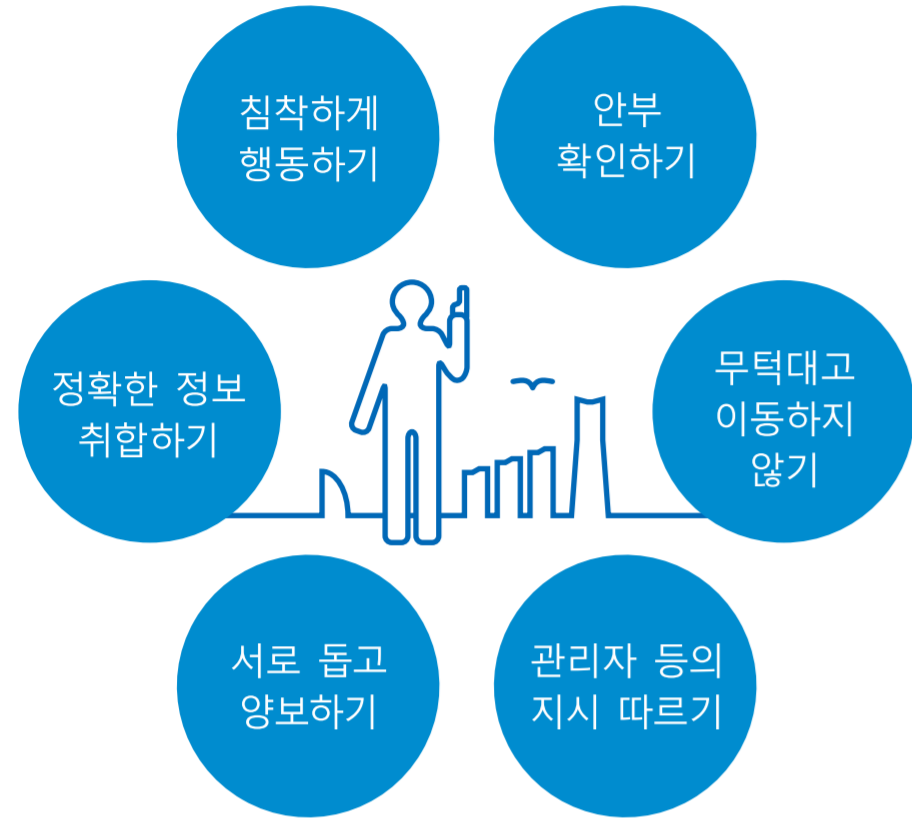 침착하게
행동하기
안부
확인하기
정확한 정보
취합하기
무턱대고
이동하지
않기
서로 돕고
양보하기
관리자 등의
지시 따르기